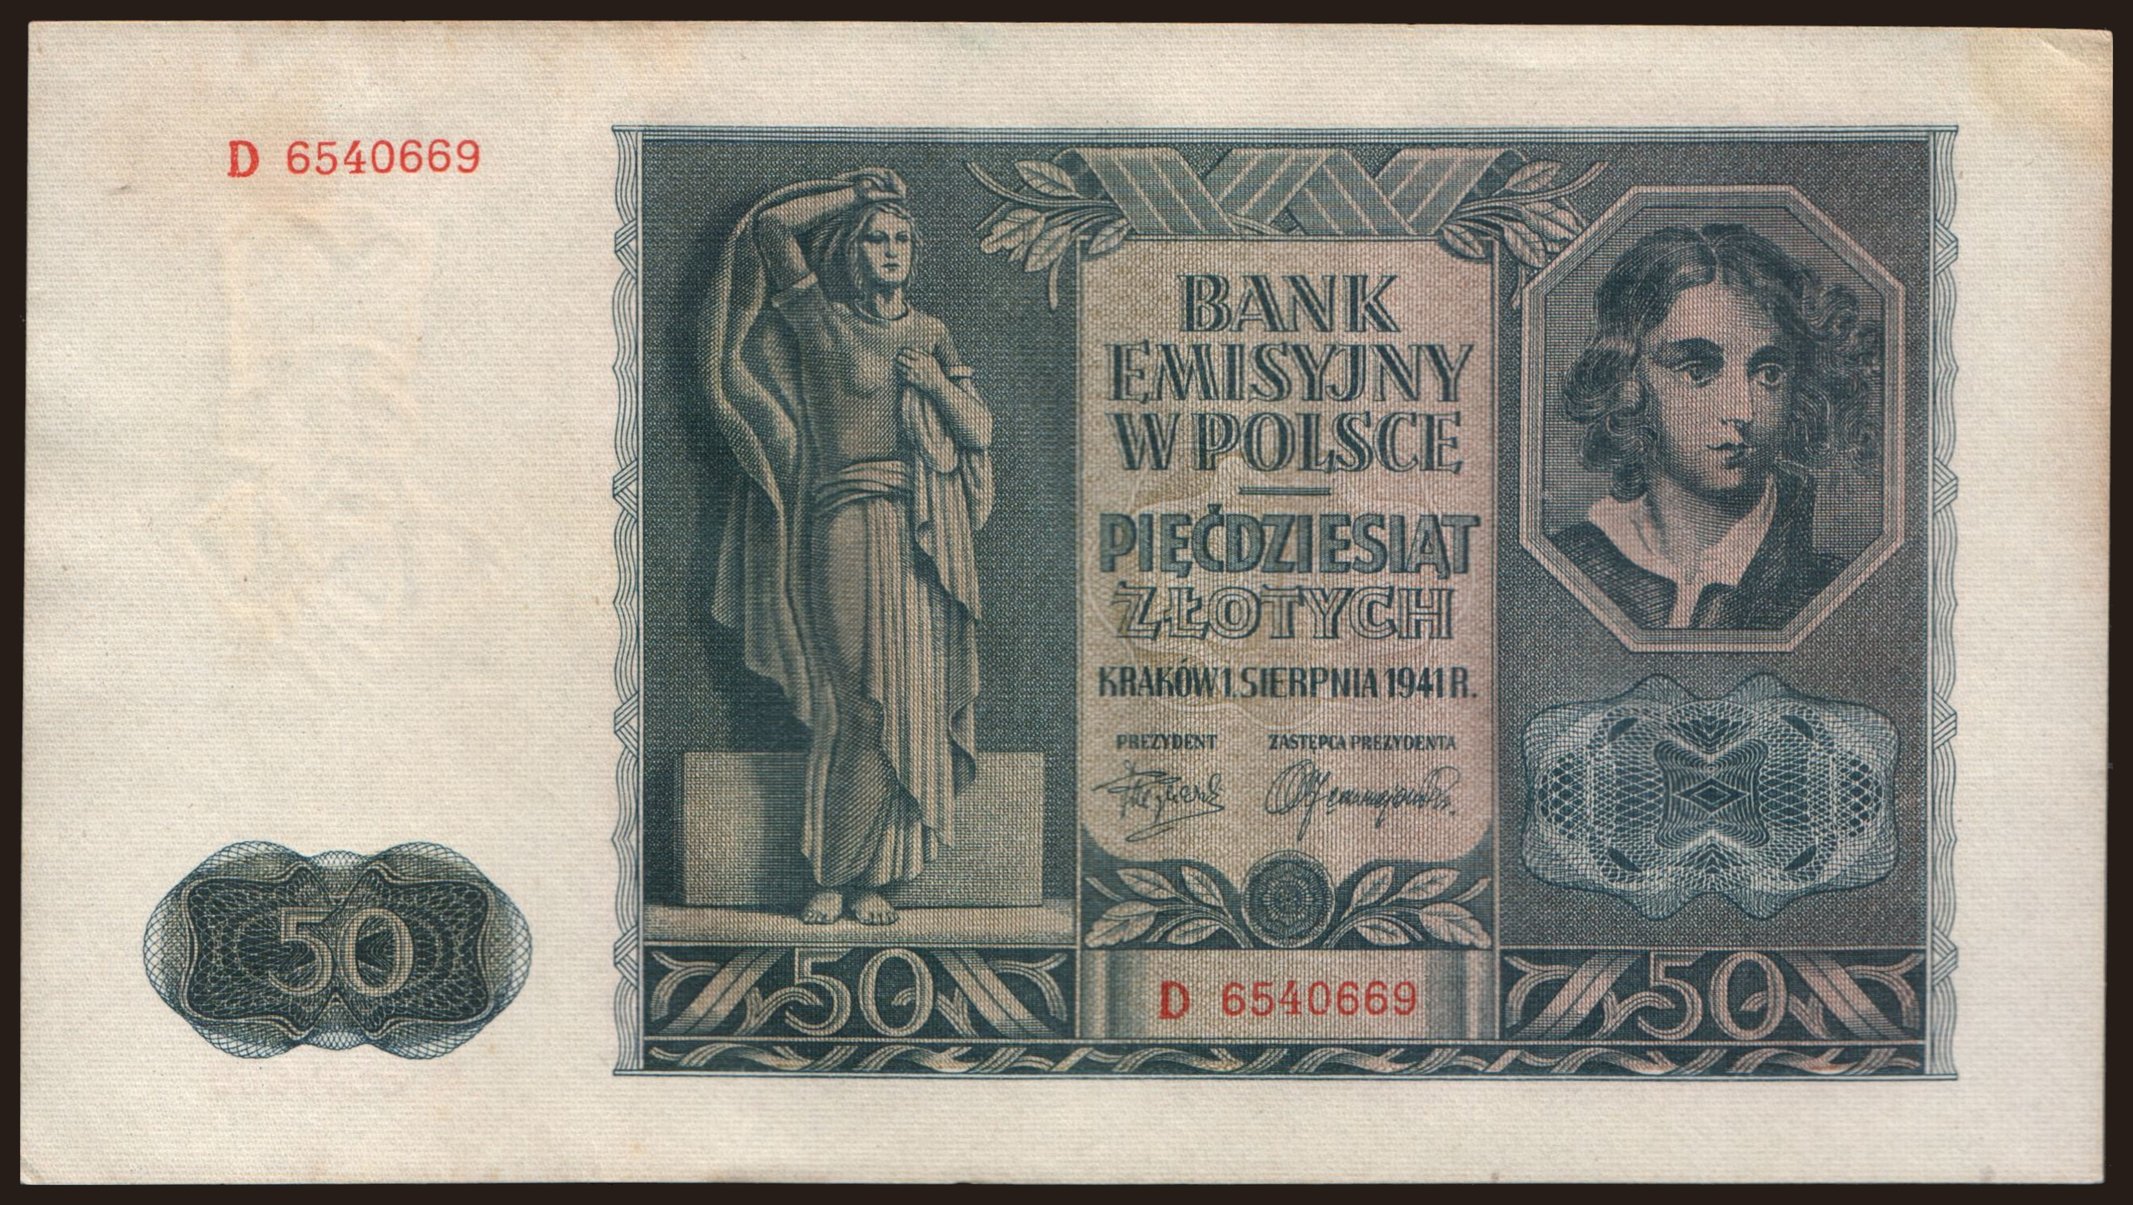 D 6540669
BANK
EMISYJNY
W POLSCE
PIĘĆDZIESIĄT
ZŁOTYCH
KRAKÓW 1. SIERPNIA 1941 R.
PREZYDENT ZASTĘPCA PREZYDENTA
50
50
D 6540669
50